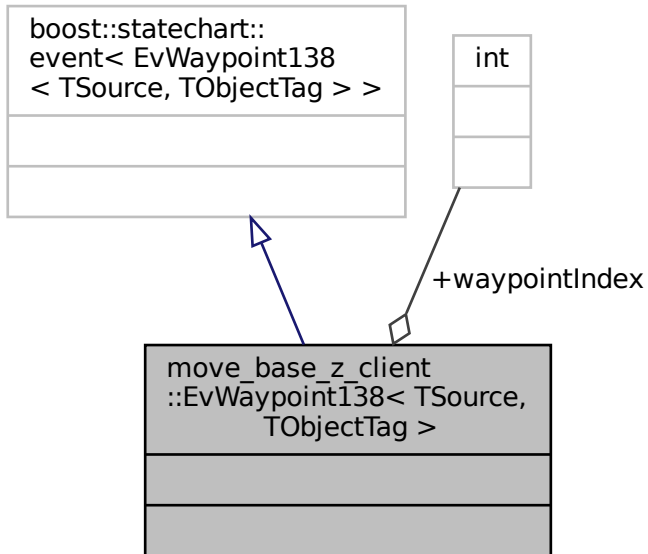 boost::statechart::
event< EvWaypoint138
< TSource, TObjectTag > >
int
+waypointIndex
move_base_z_client
::EvWaypoint138< TSource,
TObjectTag >